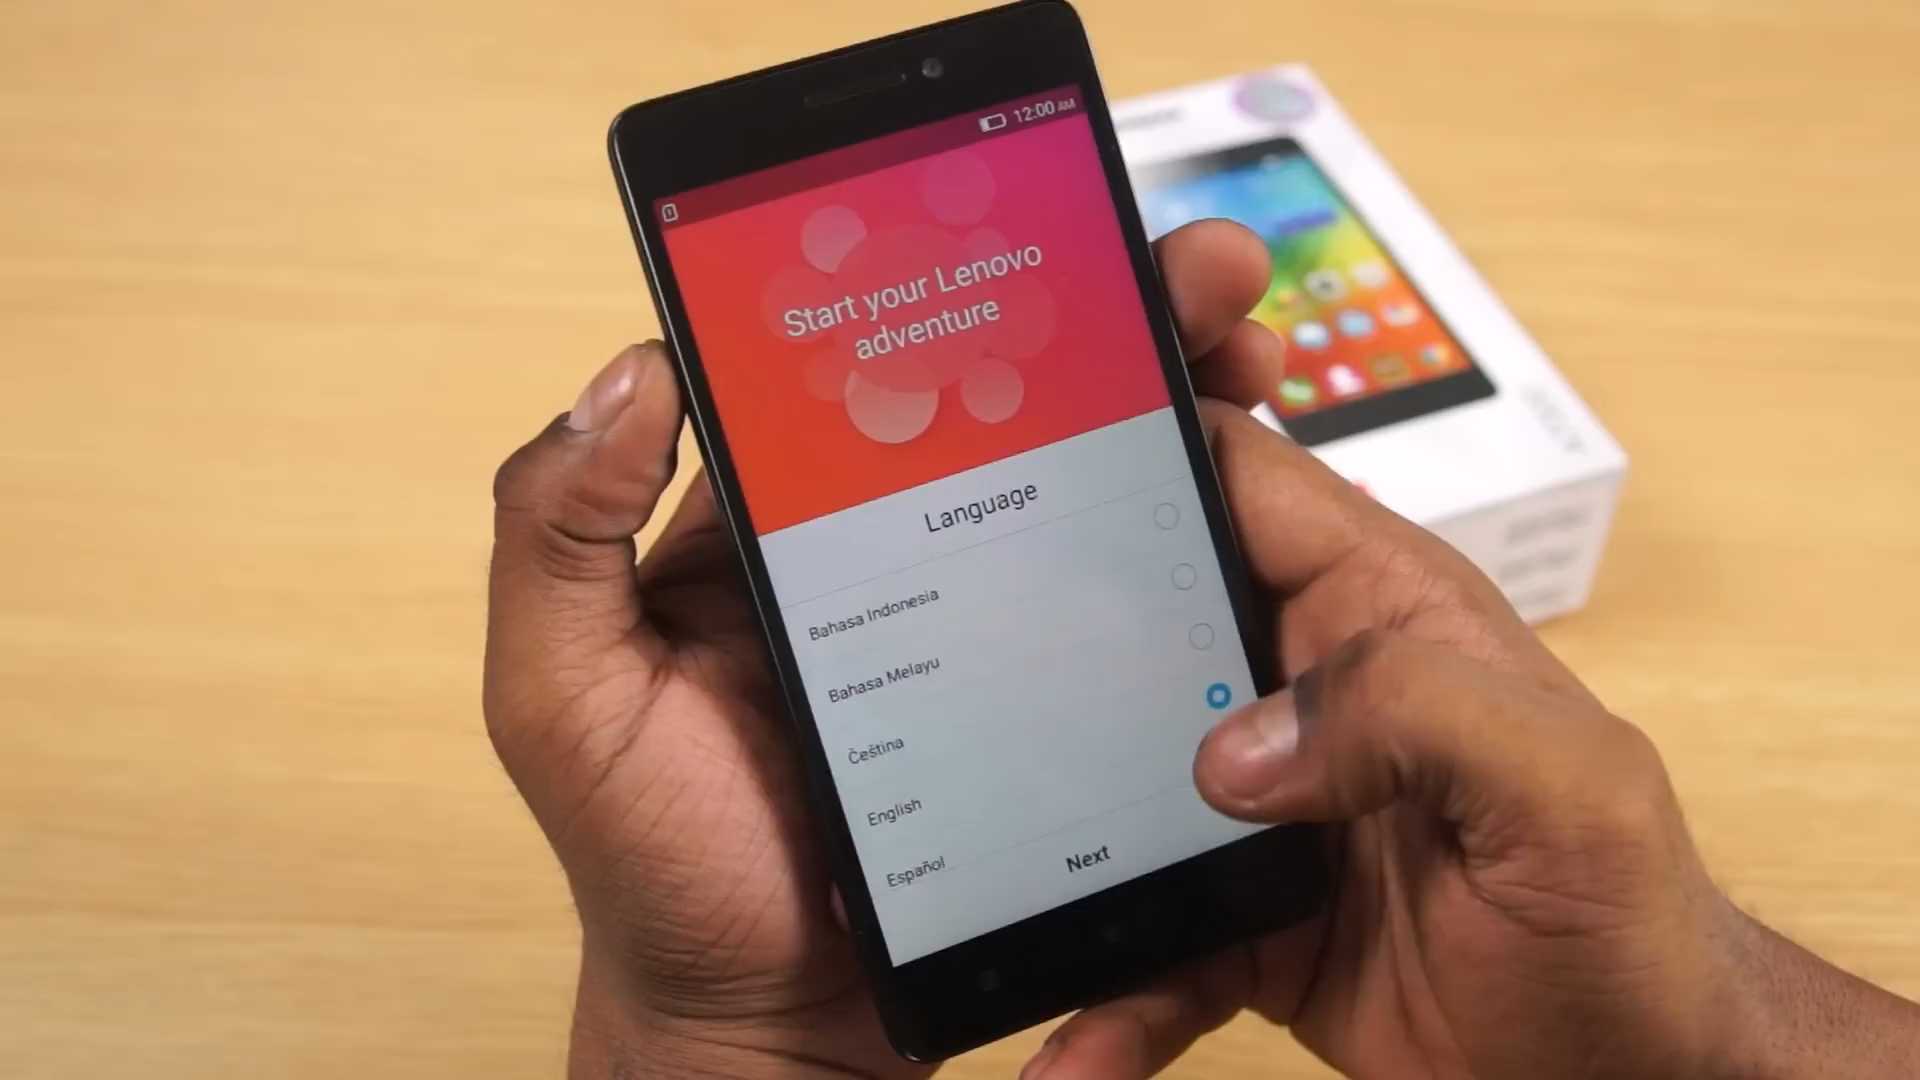 12:00 AM
Start your Lenovo
adventure
Language
Bahasa Indonesia
Bahasa Melayu
Čeština
English
Español
Next